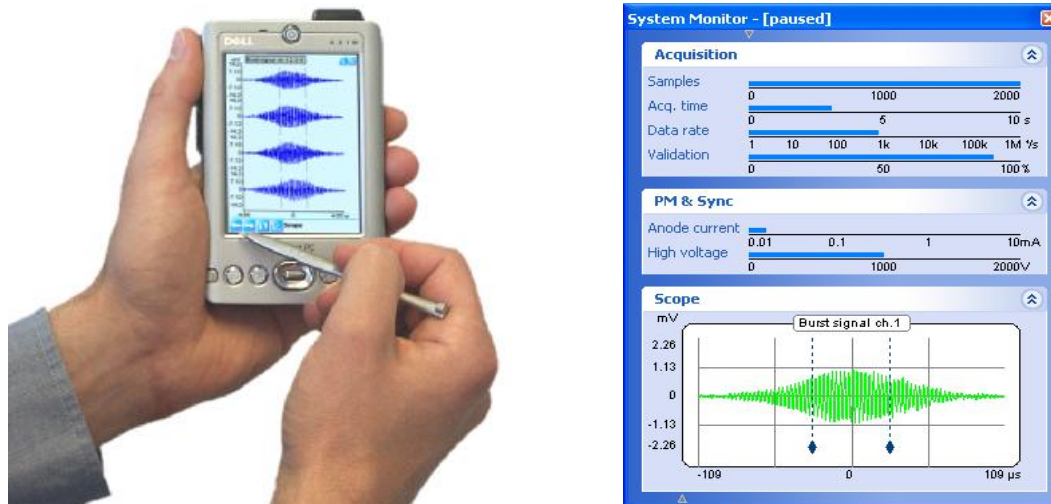 DELL
Scope
System Monitor - [paused]
Acquisition
Samples
0 1000 2000
Acq. time
0 5 10 s
Data rate
1 10 100 1k 10k 100k 1M 1/s
Validation
0 50 100 %
PM & Sync
Anode current
0.01 0.1 1 10mA
High voltage
0 1000 2000V
Scope
mV
Burst signal ch.1
2.26
1.13
0
-1.13
-2.26
-109 0 109 µs